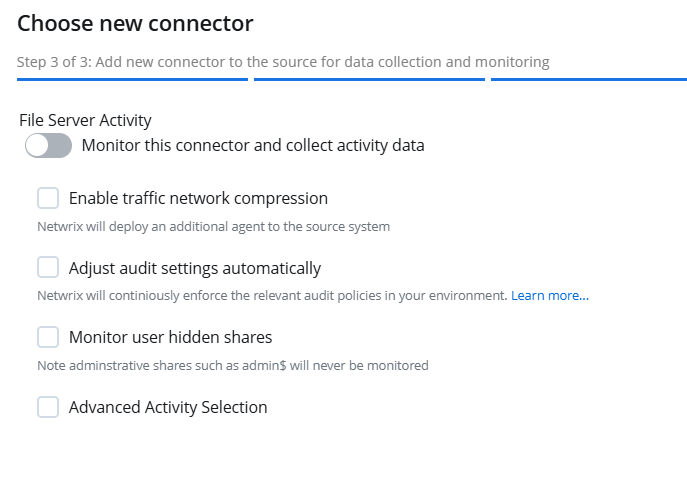 Choose new connector
Step 3 of 3: Add new connector to the source for data collection and monitoring
File Server Activity
Monitor this connector and collect activity data
Enable traffic network compression
Netwrix will deploy an additional agent to the source system
Adjust audit settings automatically
Netwrix will continiously enforce the relevant audit policies in your environment. Learn more...
Monitor user hidden shares
Note adminstrative shares such as admin$ will never be monitored
Advanced Activity Selection